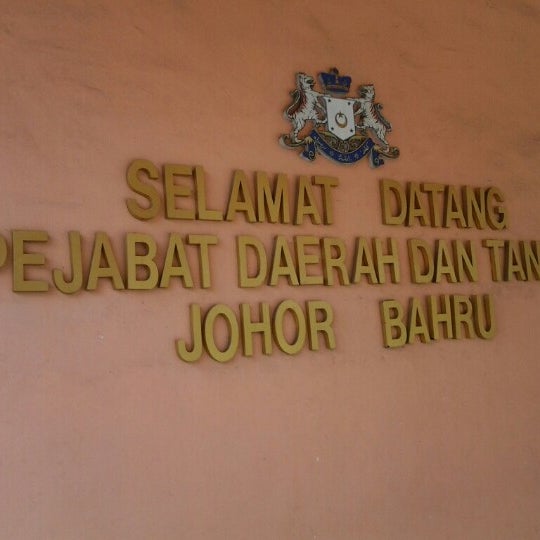 SELAMAT DATANG
PEJABAT DAERAH DAN TAN
JOHOR BAHRU